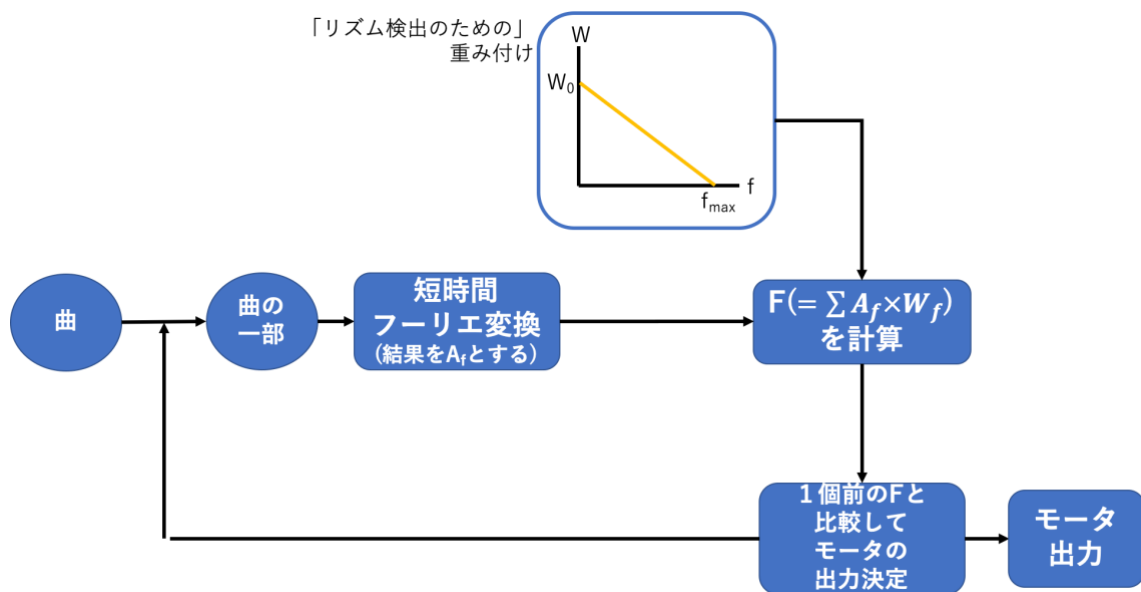 「リズム検出のための」
重み付け
W
W₀
f
fmax
曲
曲の
一部
短時間
フーリエ変換
(結果をAfとする)
F(= ∑ Af×Wf)
を計算
１個前のFと
比較して
モータの
出力決定
モータ
出力